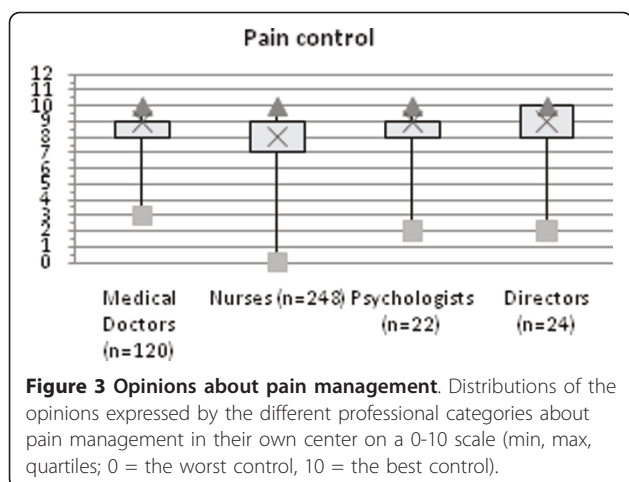 Pain control
12
11
10
9
8
7
6
5
4
3
2
1
0
Medical Doctors (n=120)
Nurses (n=248)
Psychologists (n=22)
Directors (n=24)
Figure 3 Opinions about pain management. Distributions of the
opinions expressed by the different professional categories about
pain management in their own center on a 0-10 scale (min, max,
quartiles; 0 = the worst control, 10 = the best control).